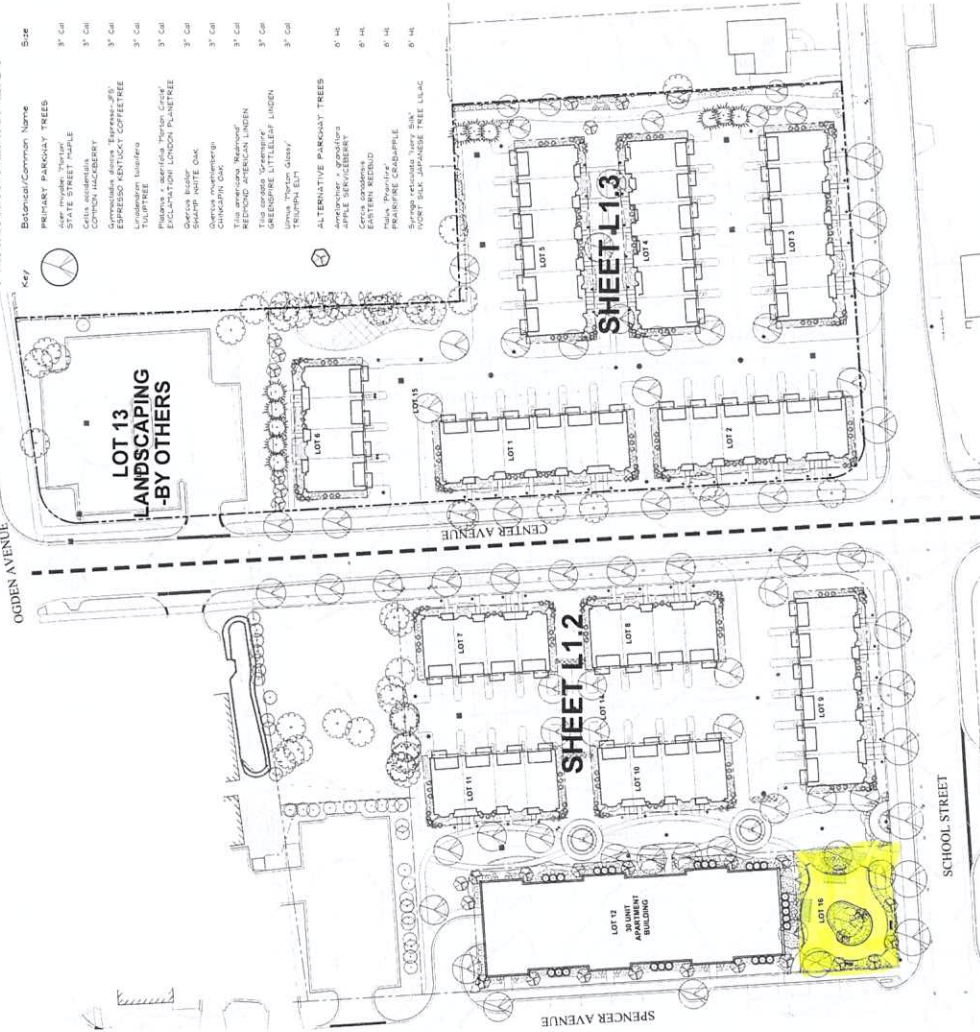 Key
Botanical/Common Name
Size
PRIMARY PARKWAY TREES
Acer miyabei 'Morton'
STATE STREET MAPLE
3" Cal
Celtis occidentalis
COMMON HACKBERRY
3" Cal
Gymnocladus dioicus 'Espresso-JFS'
ESPRESSO KENTUCKY COFFEETREE
3" Cal
Liriodendron tulipifera
TULIPTREE
3" Cal
Platanus x acerifolia 'Morton Circle'
EXCLAMATION! LONDON PLANETREE
3" Cal
Quercus bicolor
SWAMP WHITE OAK
3" Cal
Quercus muehlenbergii
CHINKAPIN OAK
3" Cal
Tilia americana 'Redmond'
REDMOND AMERICAN LINDEN
3" Cal
Tilia cordata 'Greenspire'
GREENSPIRE LITTLELEAF LINDEN
3" Cal
Ulmus 'Morton Glossy'
TRIUMPH ELM
3" Cal
ALTERNATIVE PARKWAY TREES
Amelanchier x grandiflora
APPLE SERVICEBERRY
Cercis canadensis
EASTERN REDBUD
Malus 'Prairifire'
PRAIRIFIRE CRABAPPLE
Syringa reticulata 'Ivory Silk'
IVORY SILK JAPANESE TREE LILAC
OGDEN AVENUE
LOT 13
LANDSCAPING
-BY OTHERS
LOT 6
LOT 15
LOT 1
LOT 2
LOT 5
SHEET L1.3
LOT 4
LOT 3
CENTER AVENUE
LOT 7
LOT 8
SHEET L1.2
LOT 14
LOT 11
LOT 10
LOT 9
LOT 12
30 UNIT
APARTMENT
BUILDING
LOT 16
SCHOOL STREET
SPENCER AVENUE